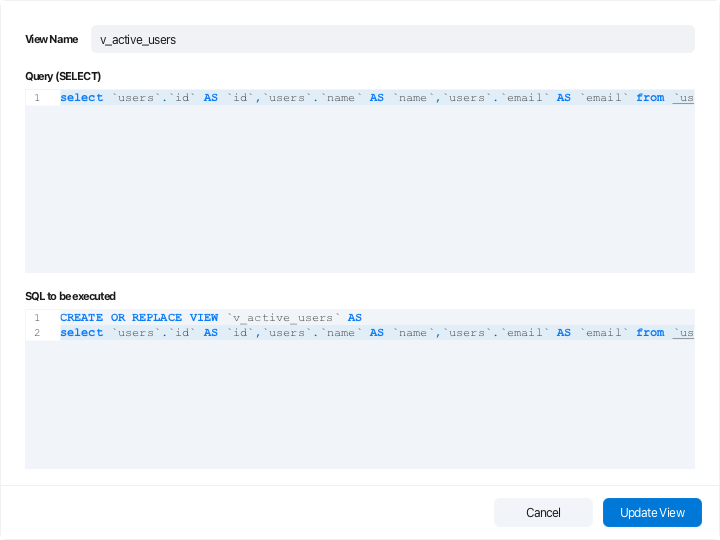 View Name v_active_users
Query (SELECT)
1 select `users`.`id` AS `id`,`users`.`name` AS `name`,`users`.`email` AS `email` from `us
SQL to be executed
1 CREATE OR REPLACE VIEW `v_active_users` AS
2 select `users`.`id` AS `id`,`users`.`name` AS `name`,`users`.`email` AS `email` from `us
Cancel Update View